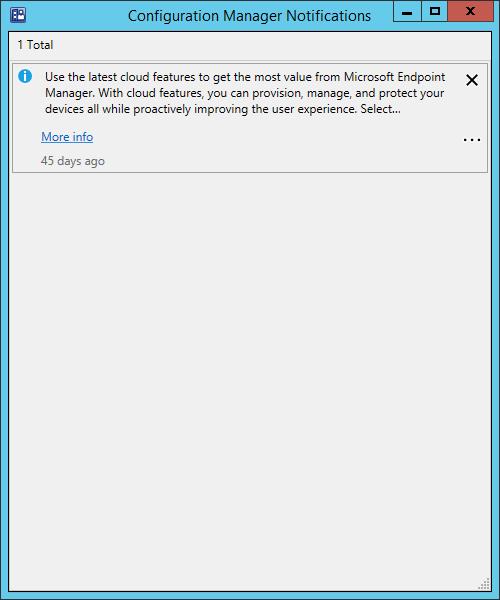 Configuration Manager Notifications
1 Total
Use the latest cloud features to get the most value from Microsoft Endpoint
Manager. With cloud features, you can provision, manage, and protect your
devices all while proactively improving the user experience. Select...
More info
45 days ago